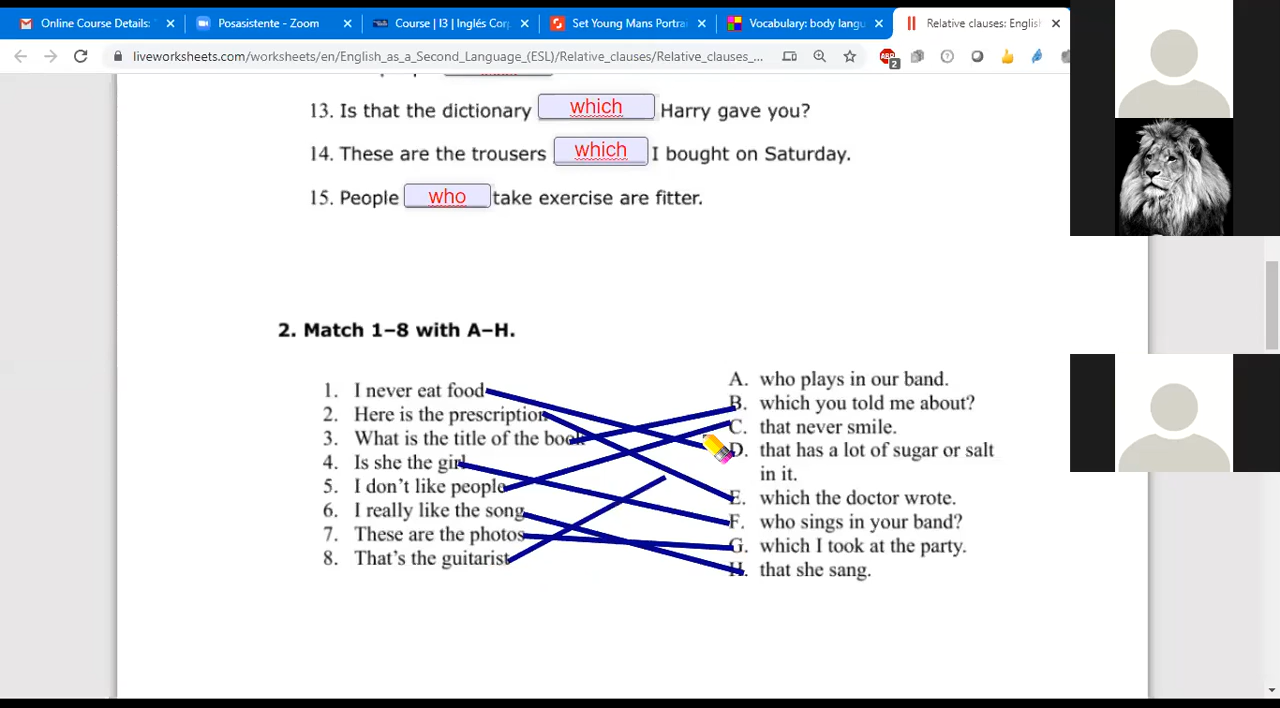 Online Course Details:
Posasistente - Zoom
Course | I3 | Inglés Cor
Set Young Mans Portra
Vocabulary: body langu
Relative clauses: Englis
liveworksheets.com/worksheets/en/English_as_a_Second_Language_(ESL)/Relative_clauses/Relative_clauses_...
2
13. Is that the dictionary which Harry gave you?
14. These are the trousers which I bought on Saturday.
15. People who take exercise are fitter.
2. Match 1–8 with A–H.
1. I never eat food
2. Here is the prescription
3. What is the title of the book
4. Is she the girl
5. I don't like people
6. I really like the song
7. These are the photos
8. That's the guitarist
A. who plays in our band.
B. which you told me about?
C. that never smile.
D. that has a lot of sugar or salt
in it.
E. which the doctor wrote.
F. who sings in your band?
G. which I took at the party.
H. that she sang.